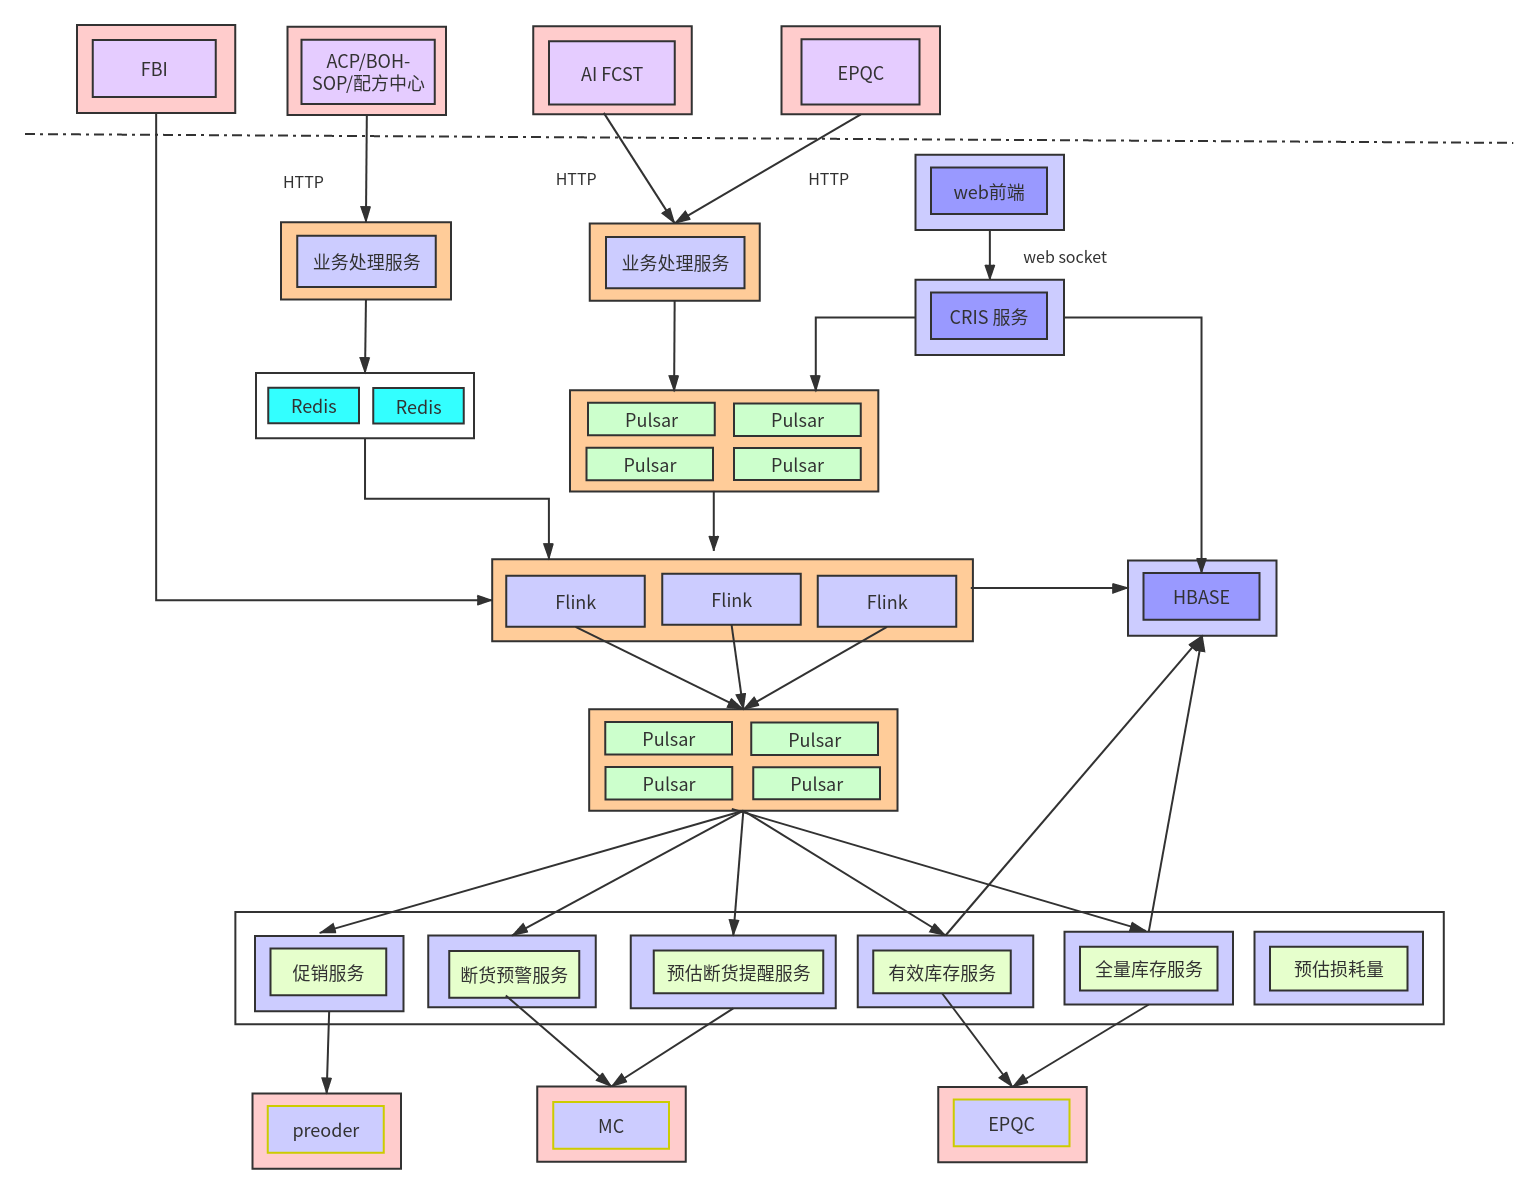 FBI
ACP/BOH-
SOP/配方中心
AI FCST
EPQC
HTTP
HTTP
HTTP
web前端
web socket
业务处理服务
业务处理服务
CRIS 服务
Redis
Redis
Pulsar
Pulsar
Pulsar
Pulsar
Flink
Flink
Flink
HBASE
Pulsar
Pulsar
Pulsar
Pulsar
促销服务
断货预警服务
预估断货提醒服务
有效库存服务
全量库存服务
预估损耗量
preoder
MC
EPQC